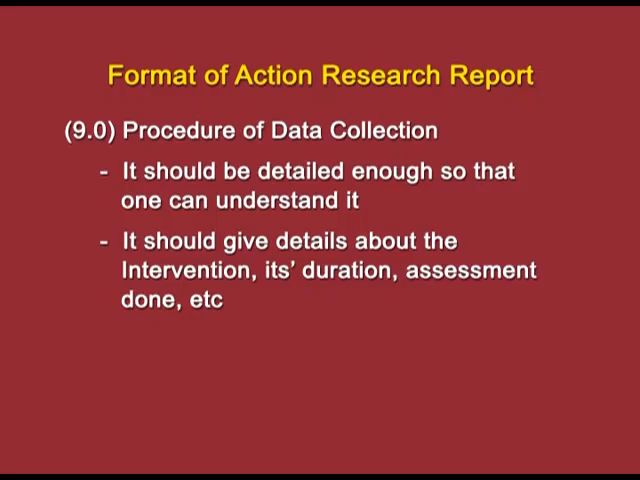 Format of Action Research Report
(9.0) Procedure of Data Collection
- It should be detailed enough so that
one can understand it
- It should give details about the
Intervention, its' duration, assessment
done, etc